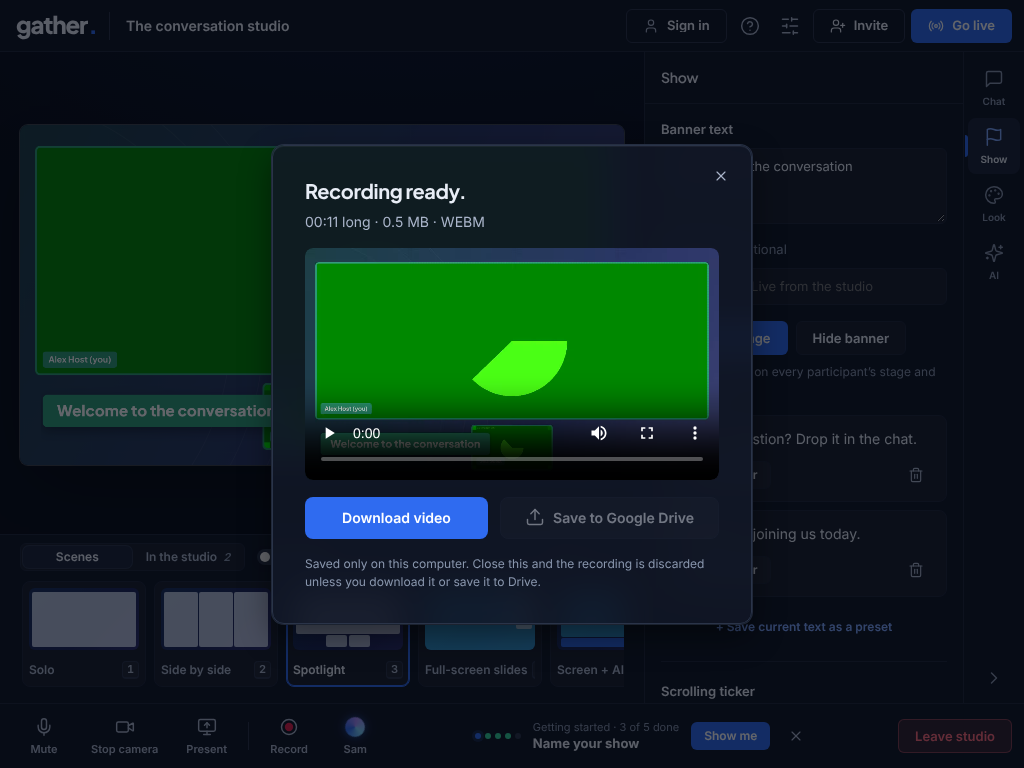 gather.
The conversation studio
Sign in
Invite
Go live
Show
Chat
Show
Look
AI
Banner text
the conversation
Live from the studio
Hide banner
on every participant's stage and
Drop it in the chat.
joining us today.
+ Save current text as a preset
Scrolling ticker
Alex Host (you)
Welcome to the conversation
Recording ready.
00:11 long · 0.5 MB · WEBM
Alex Host (you)
Welcome to the conversation
0:00
Download video
Save to Google Drive
Saved only on this computer. Close this and the recording is discarded
unless you download it or save it to Drive.
Scenes
In the studio 2
Solo
1
Side by side
2
Spotlight
3
Full-screen slides
Screen + AI
Mute
Stop camera
Present
Record
Sam
Getting started · 3 of 5 done
Name your show
Show me
Leave studio